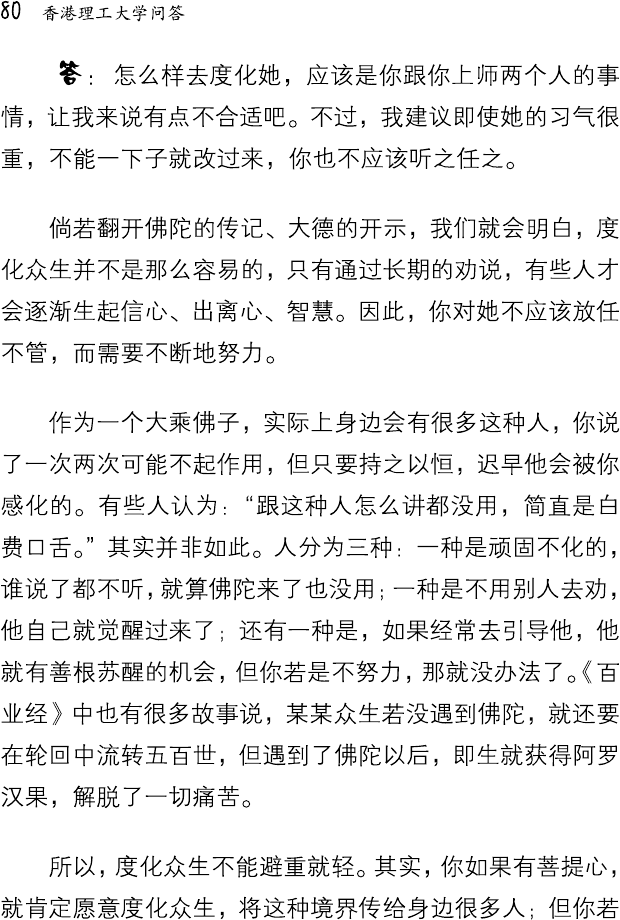 80 香港理工大学问答
答：怎么样去度化她，应该是你跟你上师两个人的事
情，让我来说有点不合适吧。不过，我建议即使她的习气很
重，不能一下子就改过来，你也不应该听之任之。
倘若翻开佛陀的传记、大德的开示，我们就会明白，度
化众生并不是那么容易的，只有通过长期的劝说，有些人才
会逐渐生起信心、出离心、智慧。因此，你对她不应该放任
不管，而需要不断地努力。
作为一个大乘佛子，实际上身边会有很多这种人，你说
了一次两次可能不起作用，但只要持之以恒，迟早他会被你
感化的。有些人认为：“跟这种人怎么讲都没用，简直是白
费口舌。”其实并非如此。人分为三种：一种是顽固不化的，
谁说了都不听，就算佛陀来了也没用；一种是不用别人去劝，
他自己就觉醒过来了；还有一种是，如果经常去引导他，他
就有善根苏醒的机会，但你若是不努力，那就没办法了。《百
业经》中也有很多故事说，某某众生若没遇到佛陀，就还要
在轮回中流转五百世，但遇到了佛陀以后，即生就获得阿罗
汉果，解脱了一切痛苦。
所以，度化众生不能避重就轻。其实，你如果有菩提心，
就肯定愿意度化众生，将这种境界传给身边很多人；但你若